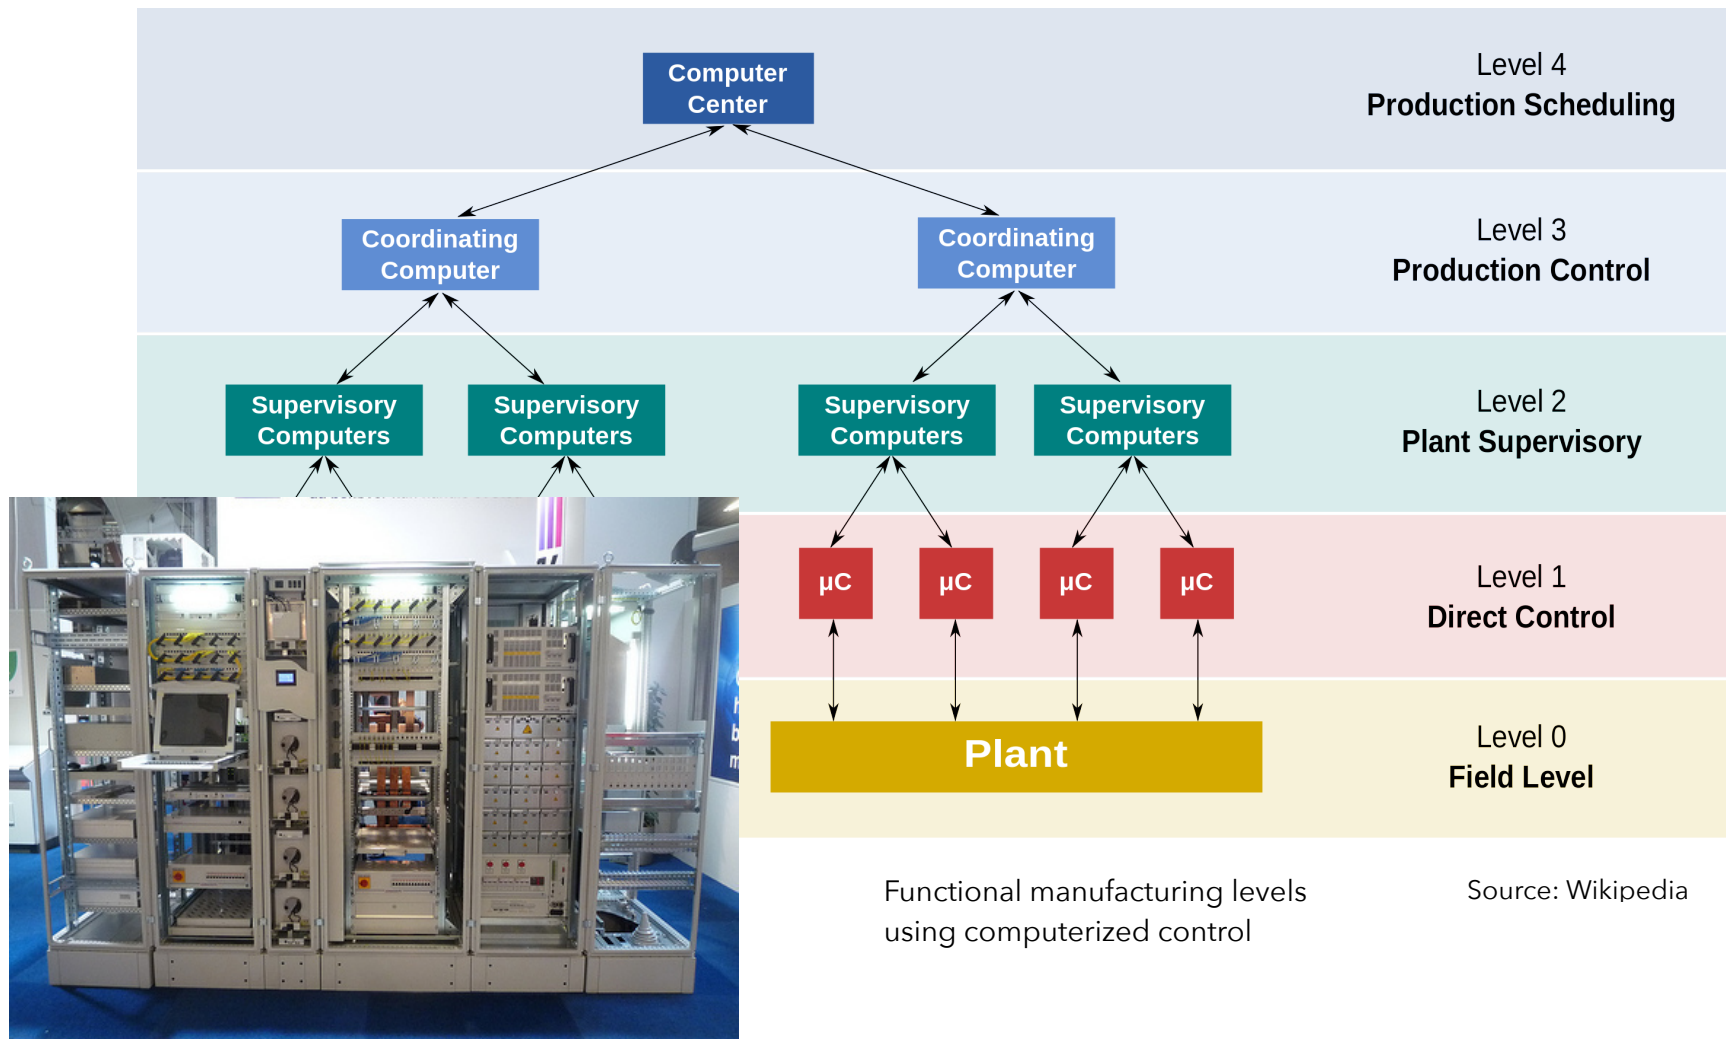 Computer
Center
Level 4
Production Scheduling
Coordinating
Computer
Coordinating
Computer
Level 3
Production Control
Supervisory
Computers
Supervisory
Computers
Supervisory
Computers
Supervisory
Computers
Level 2
Plant Supervisory
µC
µC
µC
µC
Level 1
Direct Control
Plant
Level 0
Field Level
Functional manufacturing levels
using computerized control
Source: Wikipedia